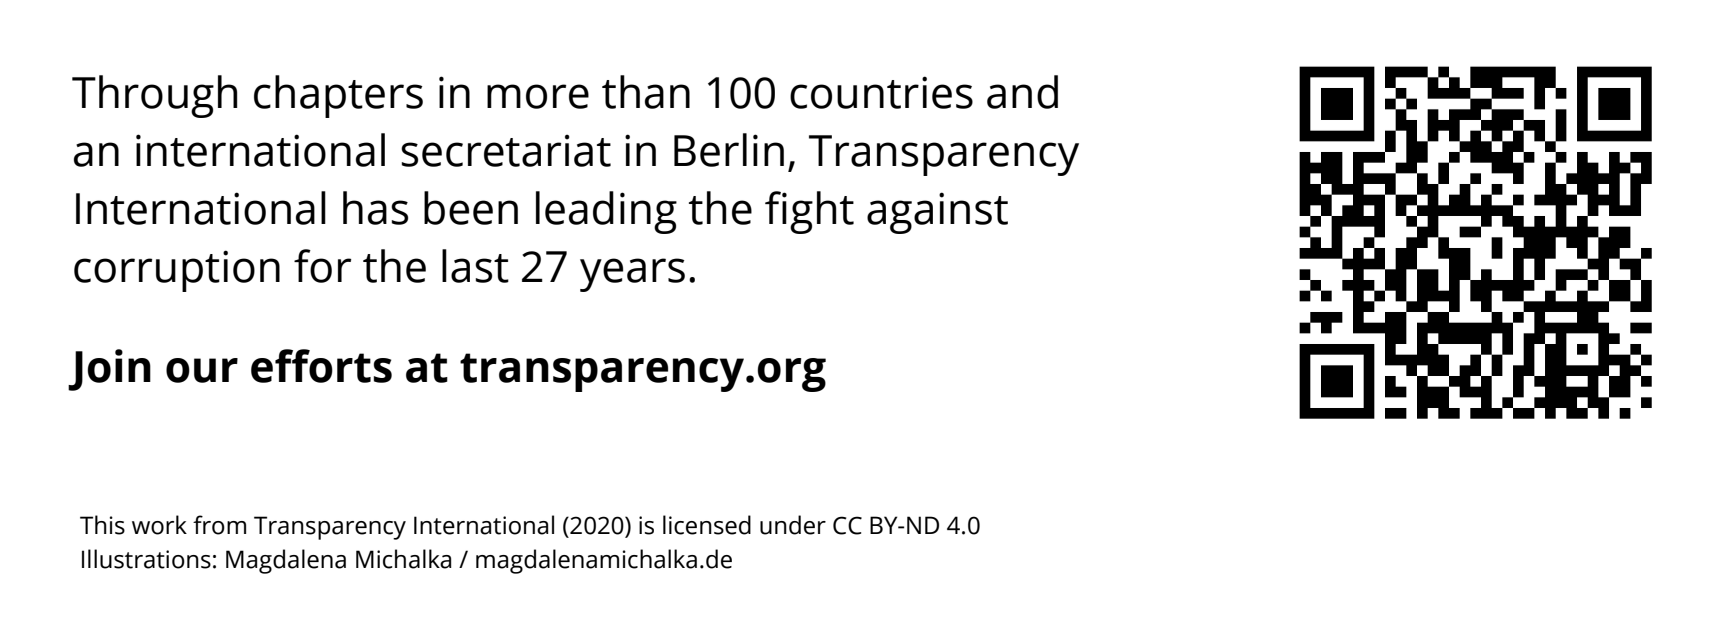 Through chapters in more than 100 countries and
an international secretariat in Berlin, Transparency
International has been leading the fight against
corruption for the last 27 years.
Join our efforts at transparency.org
This work from Transparency International (2020) is licensed under CC BY-ND 4.0
Illustrations: Magdalena Michalka / magdalenamichalka.de